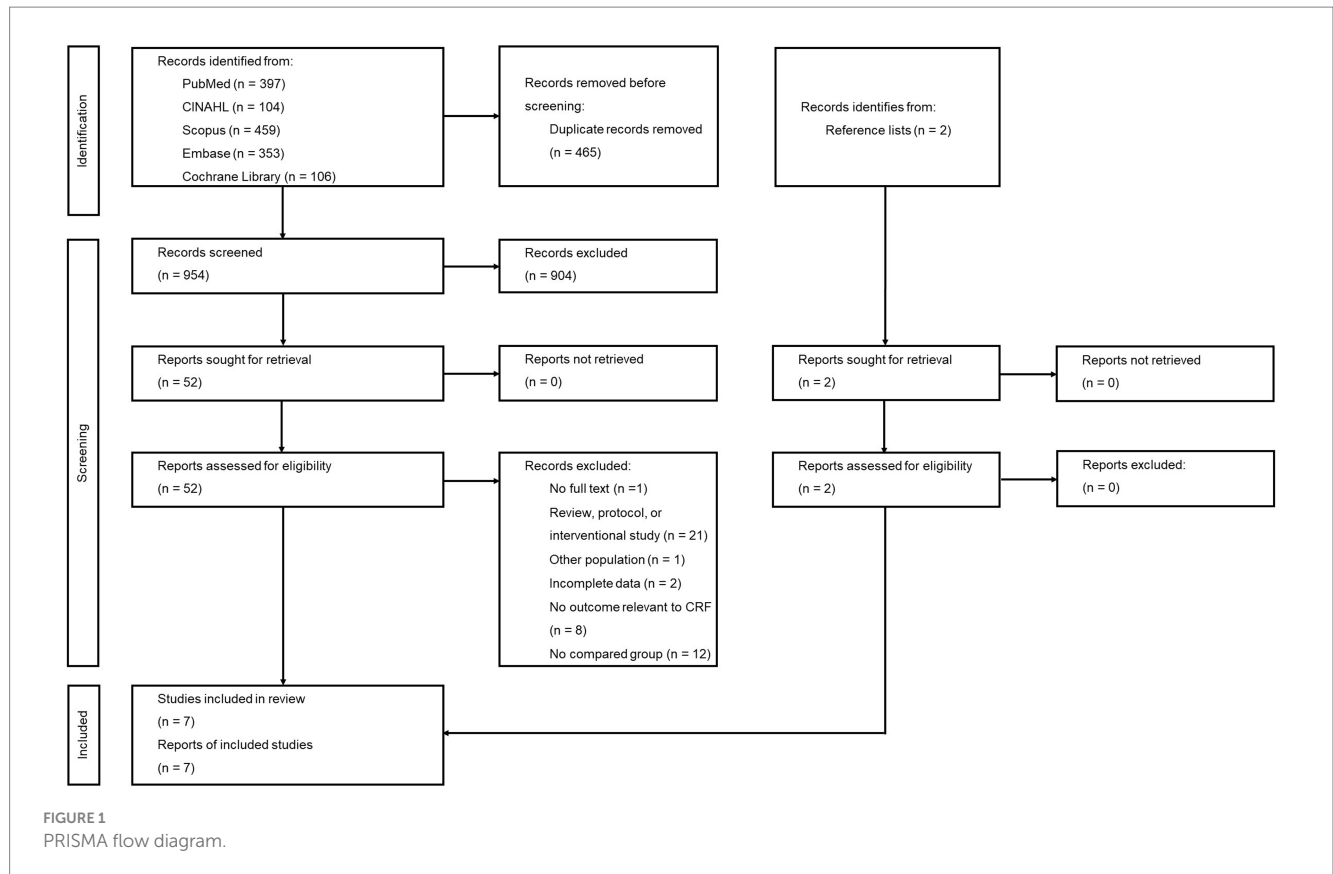 Identification
Records identified from:
PubMed (n = 397)
CINAHL (n = 104)
Scopus (n = 459)
Embase (n = 353)
Cochrane Library (n = 106)
Records removed before
screening:
Duplicate records removed
(n = 465)
Records identifies from:
Reference lists (n = 2)
Screening
Records screened
(n = 954)
Records excluded
(n = 904)
Reports sought for retrieval
(n = 52)
Reports not retrieved
(n = 0)
Reports sought for retrieval
(n = 2)
Reports not retrieved
(n = 0)
Reports assessed for eligibility
(n = 52)
Records excluded:
No full text (n =1)
Review, protocol, or
interventional study (n = 21)
Other population (n = 1)
Incomplete data (n = 2)
No outcome relevant to CRF
(n = 8)
No compared group (n = 12)
Reports assessed for eligibility
(n = 2)
Reports excluded:
(n = 0)
Included
Studies included in review
(n = 7)
Reports of included studies
(n = 7)
FIGURE 1
PRISMA flow diagram.